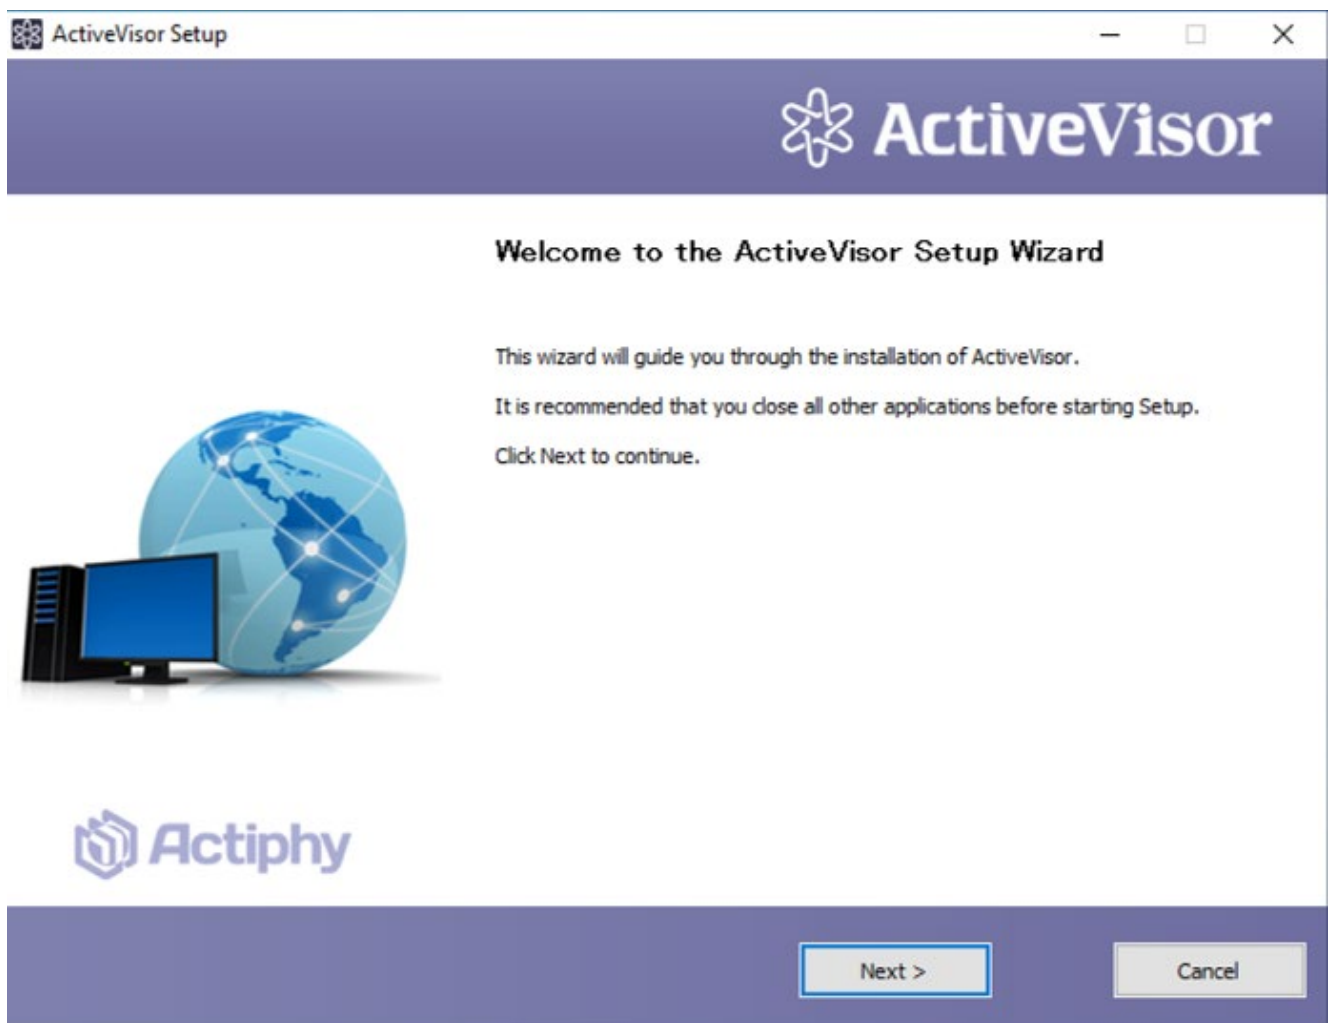 ActiveVisor Setup
ActiveVisor
Welcome to the ActiveVisor Setup Wizard
This wizard will guide you through the installation of ActiveVisor.
It is recommended that you close all other applications before starting Setup.
Click Next to continue.
Actiphy
Next >
Cancel